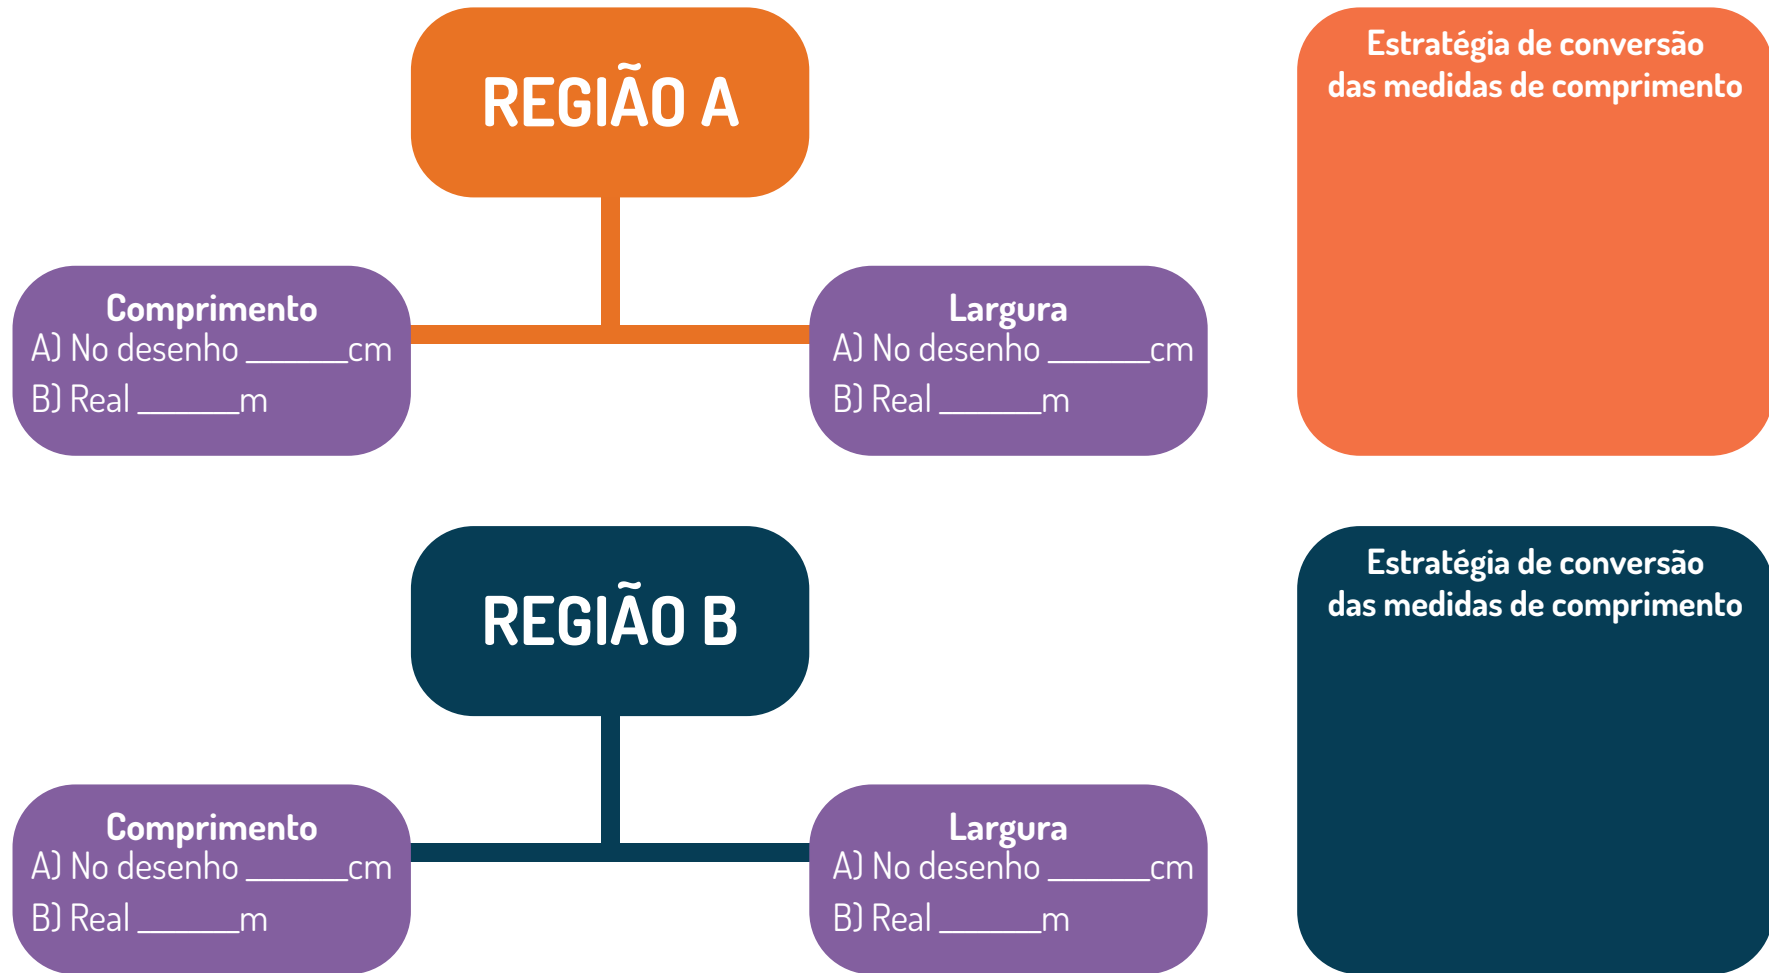 REGIÃO A
Estratégia de conversão
das medidas de comprimento
Comprimento
A) No desenho ______cm
B) Real ______m
Largura
A) No desenho ______cm
B) Real ______m
REGIÃO B
Estratégia de conversão
das medidas de comprimento
Comprimento
A) No desenho ______cm
B) Real ______m
Largura
A) No desenho ______cm
B) Real ______m